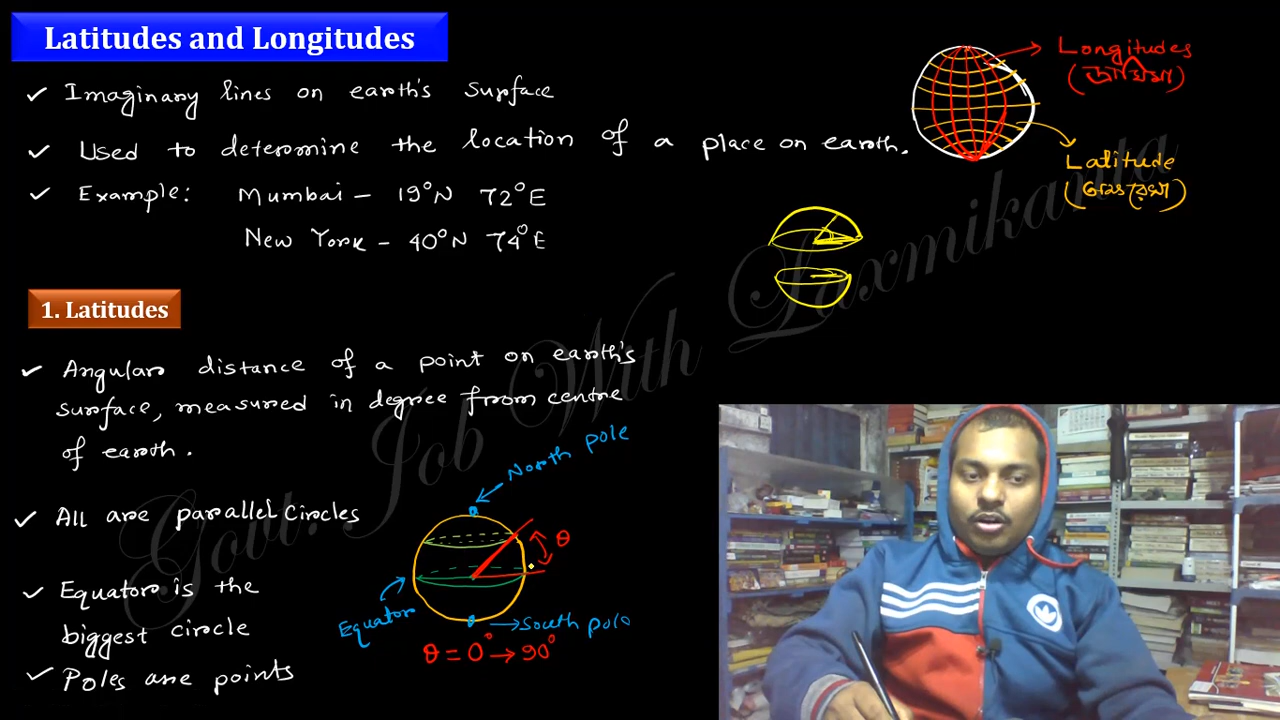 Latitudes and Longitudes
Imaginary lines on earth's surface
Used to determine the location of a place on earth.
Example: Mumbai – 19°N 72°E
New York – 40°N 74°E
Longitudes
(দ্রাঘিমা)
Latitude
1. Latitudes
Angular distance of a point on earth's
surface, measured in degree from centre
of earth.
All are parallel circles
Equator is the
biggest circle
Poles are points
North pole
θ
Equator
South pole
θ = 0° → 90°
Govt. Job With Laxmikanta